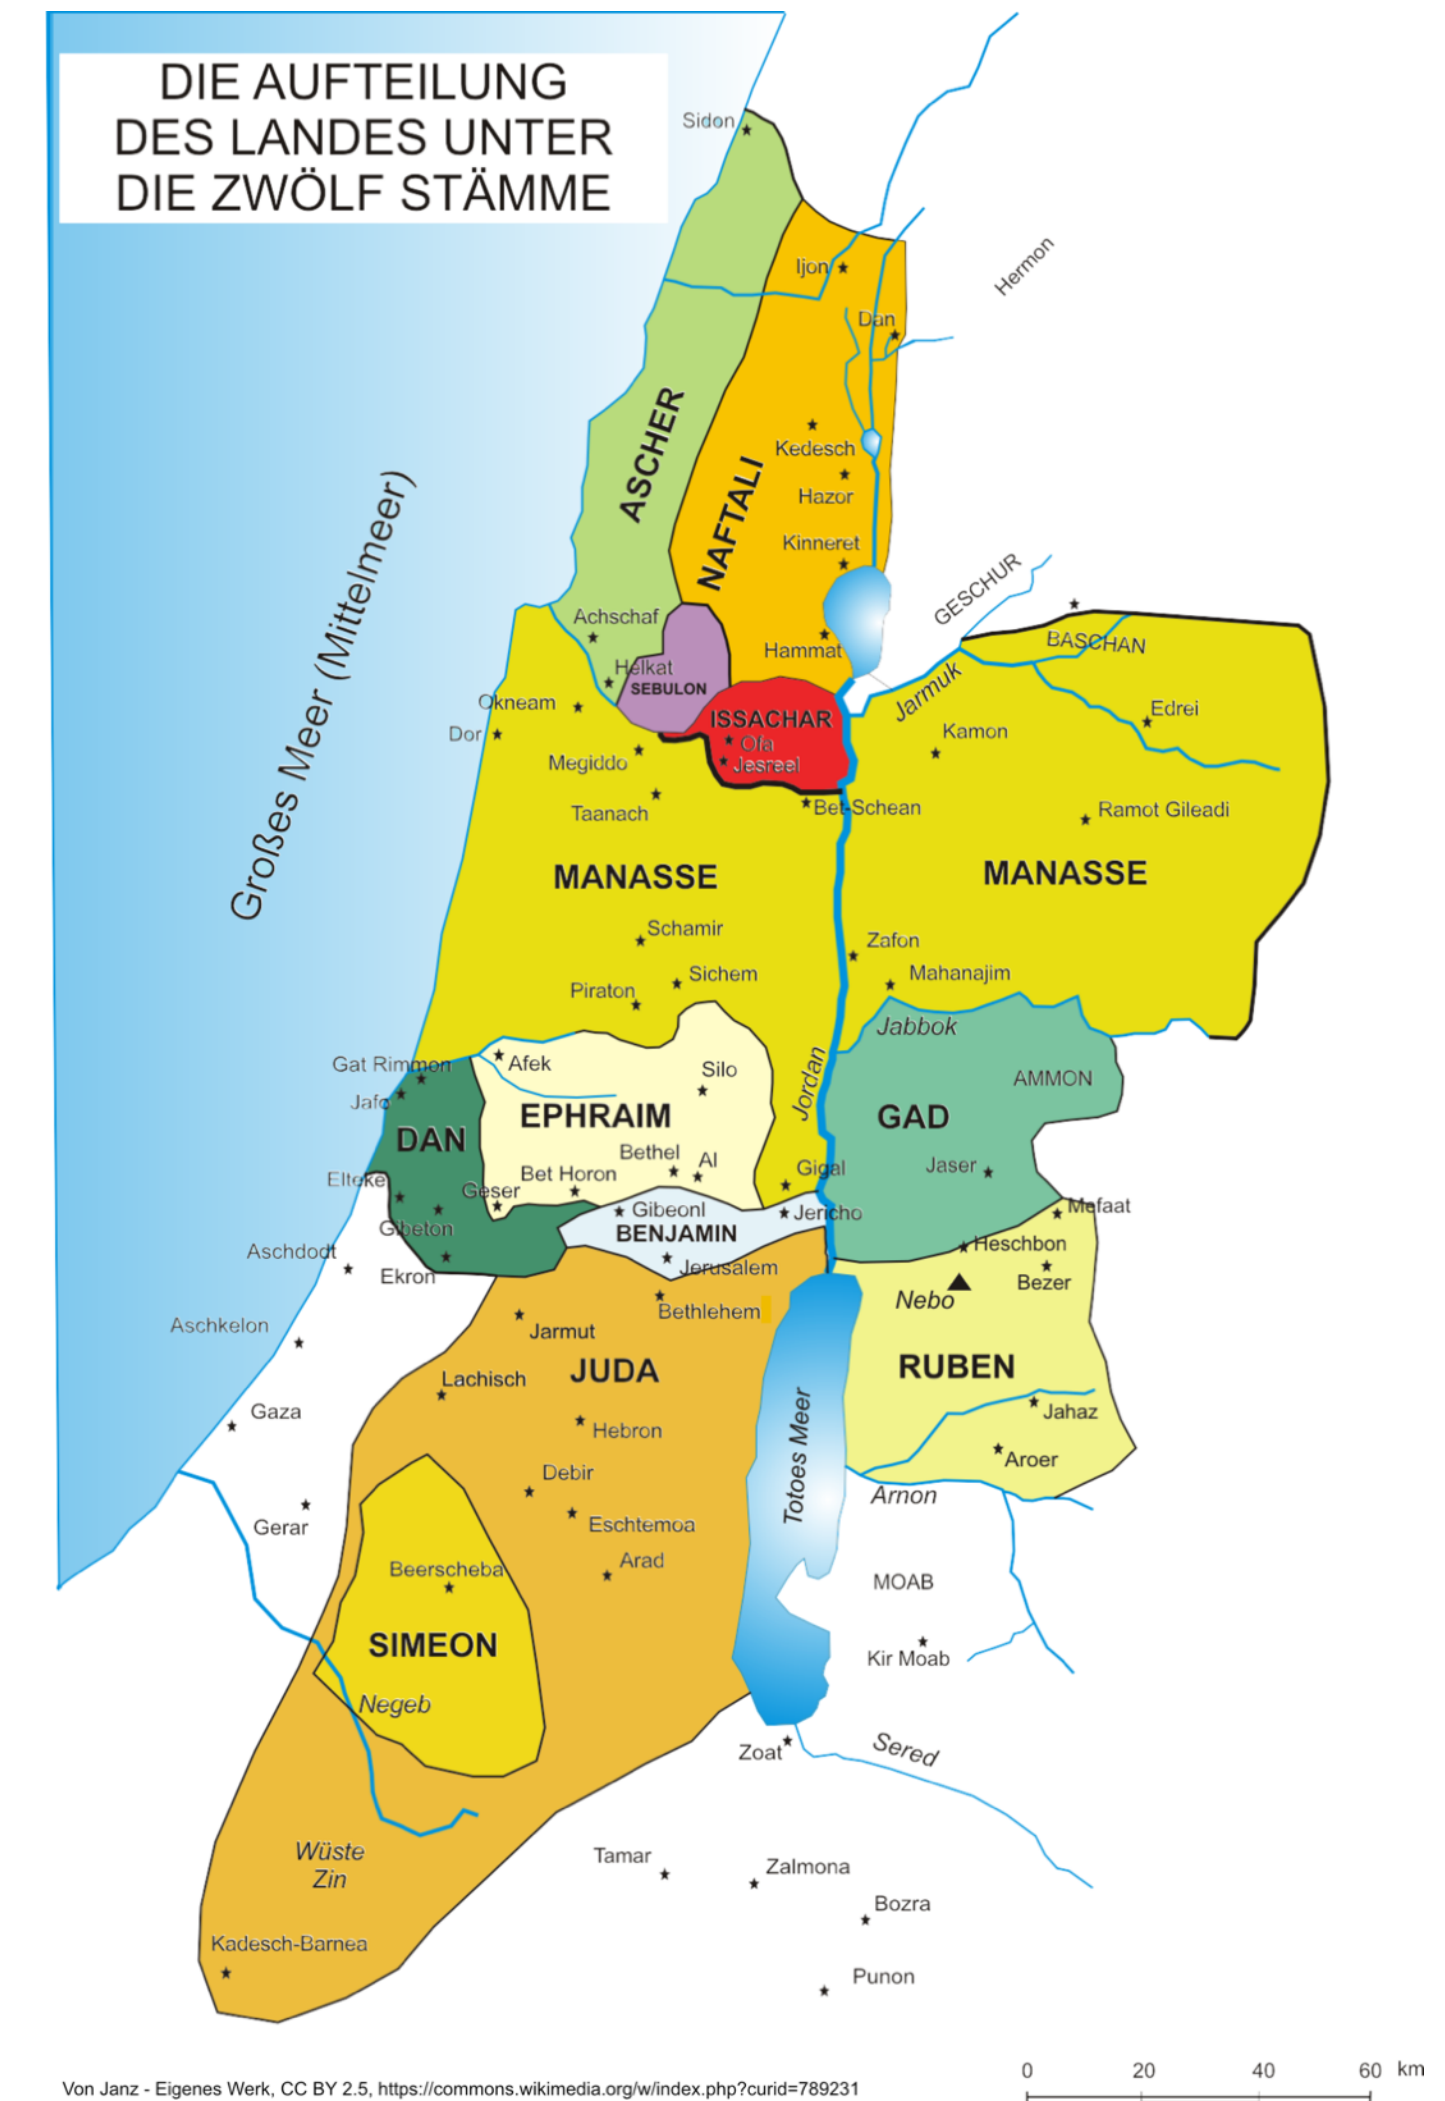 DIE AUFTEILUNG
DES LANDES UNTER
DIE ZWÖLF STÄMME
Sidon
Hermon
Ijon
Dan
ASCHER
NAFTALI
Kedesch
Hazor
Kinneret
Großes Meer (Mittelmeer)
GESCHUR
Achschaf
BASCHAN
Hammat
Helkat
SEBULON
Jarmuk
Okneam
ISSACHAR
Edrei
Dor
Kamon
Ofa
Megiddo
Jesreel
Taanach
Bet-Schean
Ramot Gileadi
MANASSE
MANASSE
Schamir
Zafon
Sichem
Mahanajim
Piraton
Jabbok
Gat Rimmon
Afek
Silo
Jordan
AMMON
Jafo
EPHRAIM
GAD
DAN
Bethel
AI
Bet Horon
Gigal
Jaser
Elteke
Geser
Gibeonl
Jericho
Mefaat
Gibeton
BENJAMIN
Aschdodt
Heschbon
Ekron
Jerusalem
Bezer
Nebo
Bethlehem
Aschkelon
Jarmut
JUDA
RUBEN
Lachisch
Gaza
Totoes Meer
Jahaz
Hebron
Aroer
Debir
Arnon
Gerar
Eschtemoa
Arad
Beerscheba
MOAB
SIMEON
Kir Moab
Negeb
Zoat
Sered
Wüste
Zin
Tamar
Zalmona
Bozra
Kadesch-Barnea
Punon
0 20 40 60 km
Von Janz - Eigenes Werk, CC BY 2.5, https://commons.wikimedia.org/w/index.php?curid=789231